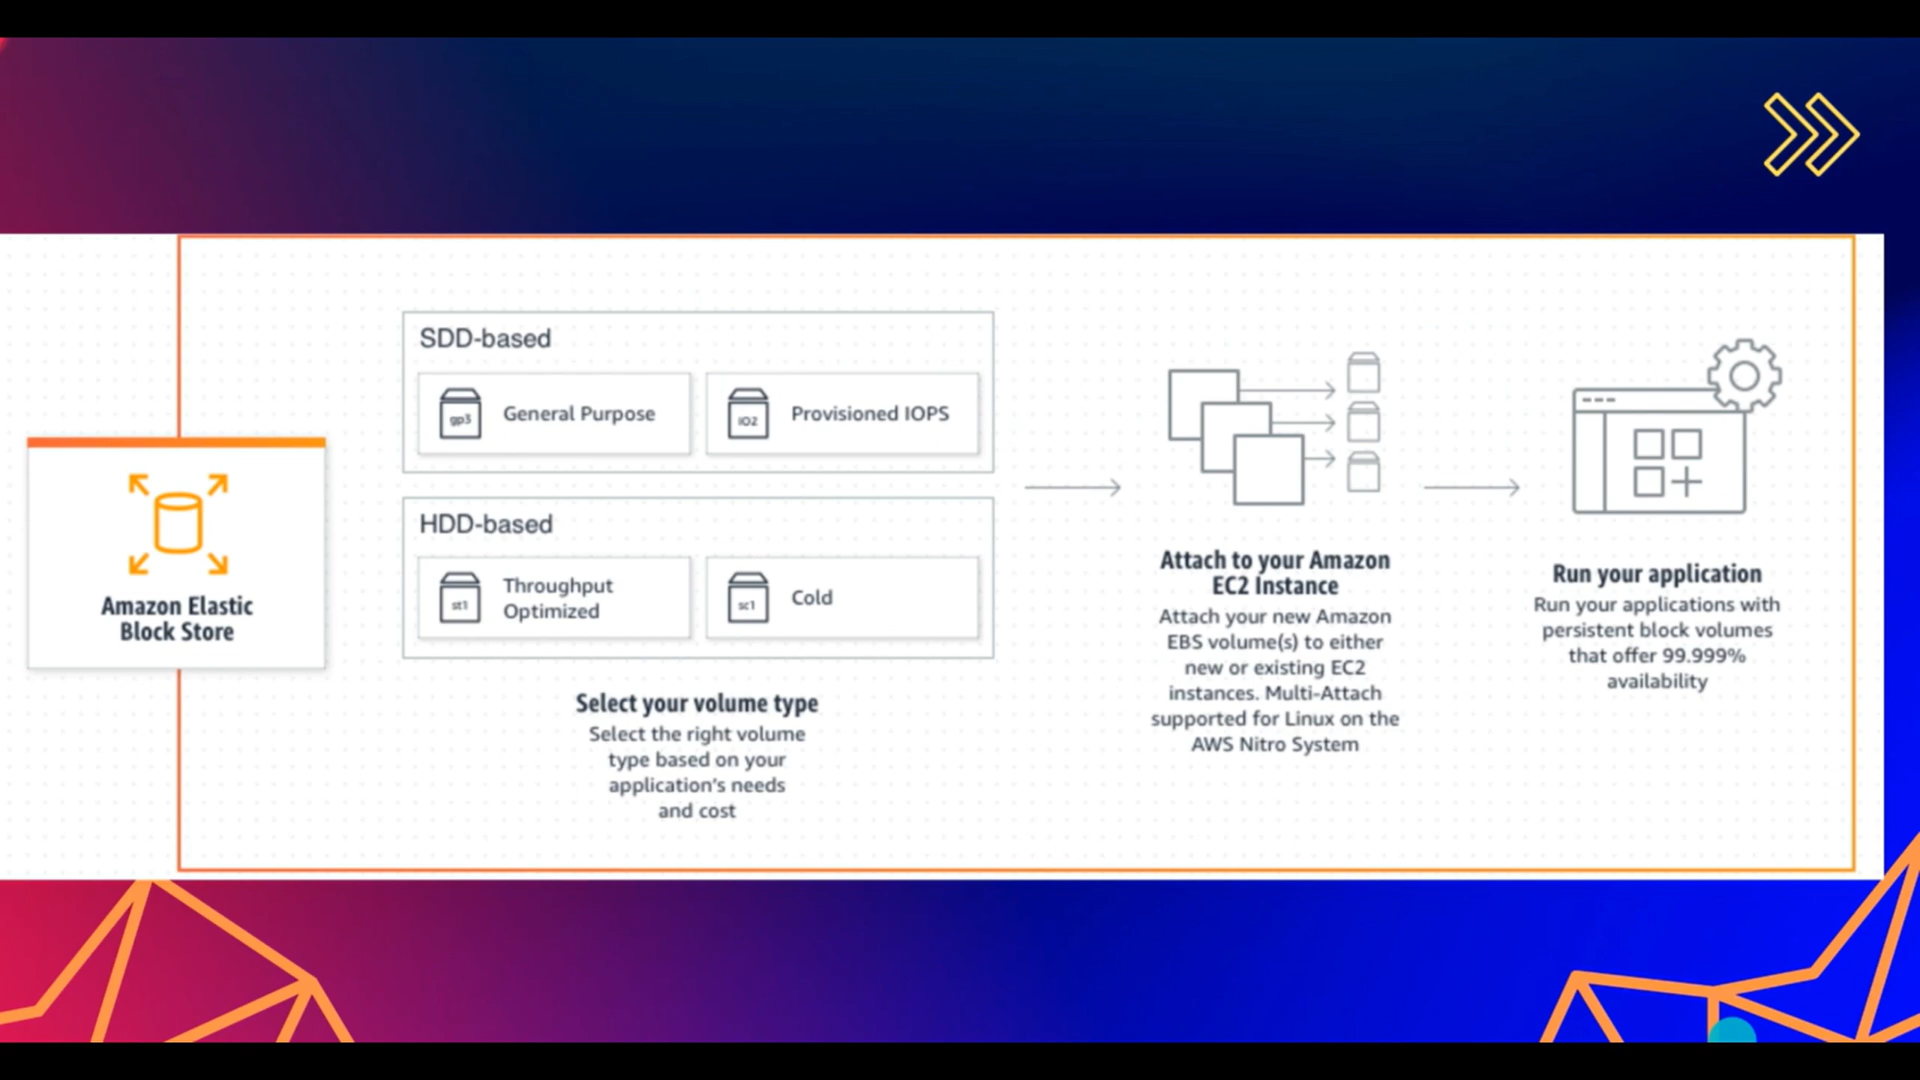 Amazon Elastic
Block Store
SDD-based
gp3
General Purpose
IO2
Provisioned IOPS
HDD-based
st1
Throughput
Optimized
sc1
Cold
Select your volume type
Select the right volume
type based on your
application's needs
and cost
Attach to your Amazon
EC2 Instance
Attach your new Amazon
EBS volume(s) to either
new or existing EC2
instances. Multi-Attach
supported for Linux on the
AWS Nitro System
Run your application
Run your applications with
persistent block volumes
that offer 99.999%
availability